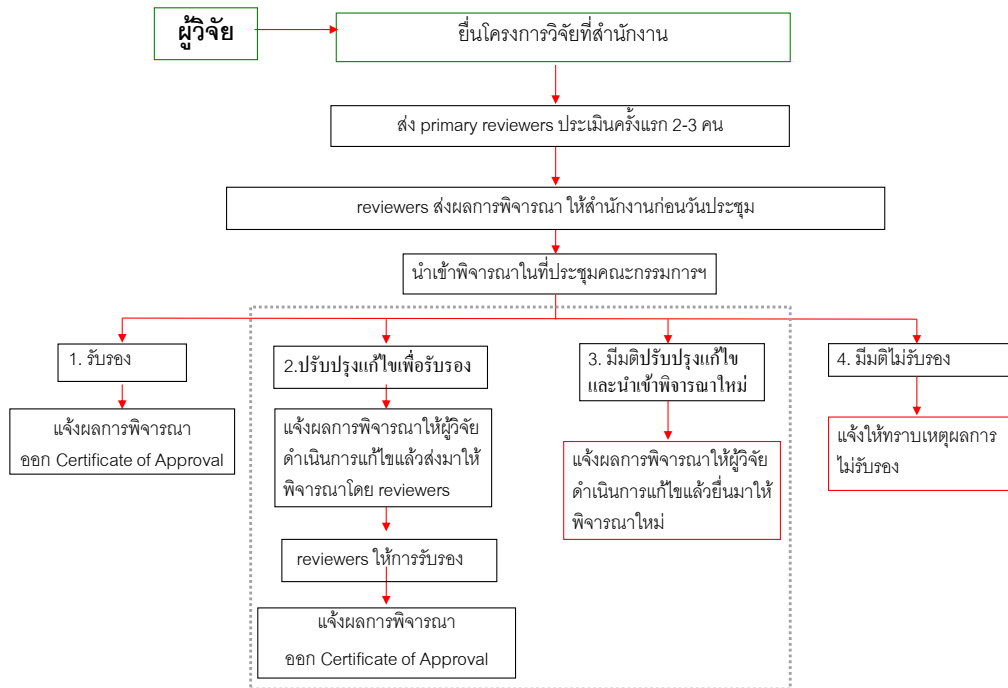 ผู้วิจัย
ยื่นโครงการวิจัยที่สำนักงาน
ส่ง primary reviewers ประเมินครั้งแรก 2-3 คน
reviewers ส่งผลการพิจารณา ให้สำนักงานก่อนวันประชุม
นำเข้าพิจารณาในที่ประชุมคณะกรรมการฯ
1. รับรอง
แจ้งผลการพิจารณา
ออก Certificate of Approval
2.ปรับปรุงแก้ไขเพื่อรับรอง
แจ้งผลการพิจารณาให้ผู้วิจัย
ดำเนินการแก้ไขแล้วส่งมาให้
พิจารณาโดย reviewers
reviewers ให้การรับรอง
แจ้งผลการพิจารณา
ออก Certificate of Approval
3. มีมติปรับปรุงแก้ไข
และนำเข้าพิจารณาใหม่
แจ้งผลการพิจารณาให้ผู้วิจัย
ดำเนินการแก้ไขแล้วยื่นมาให้
พิจารณาใหม่
4. มีมติไม่รับรอง
แจ้งให้ทราบเหตุผลการ
ไม่รับรอง